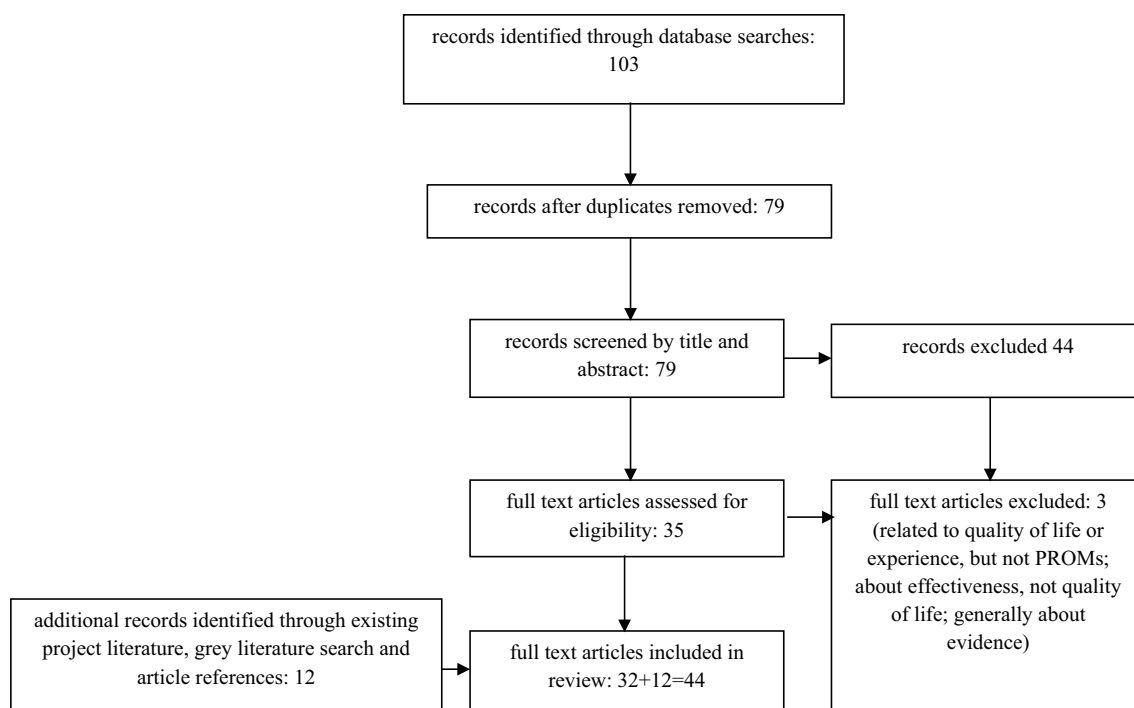 records identified through database searches:
103
records after duplicates removed: 79
records screened by title and
abstract: 79
records excluded 44
full text articles assessed for
eligibility: 35
full text articles excluded: 3
(related to quality of life or
experience, but not PROMs;
about effectiveness, not quality
of life; generally about
evidence)
additional records identified through existing
project literature, grey literature search and
article references: 12
full text articles included in
review: 32+12=44